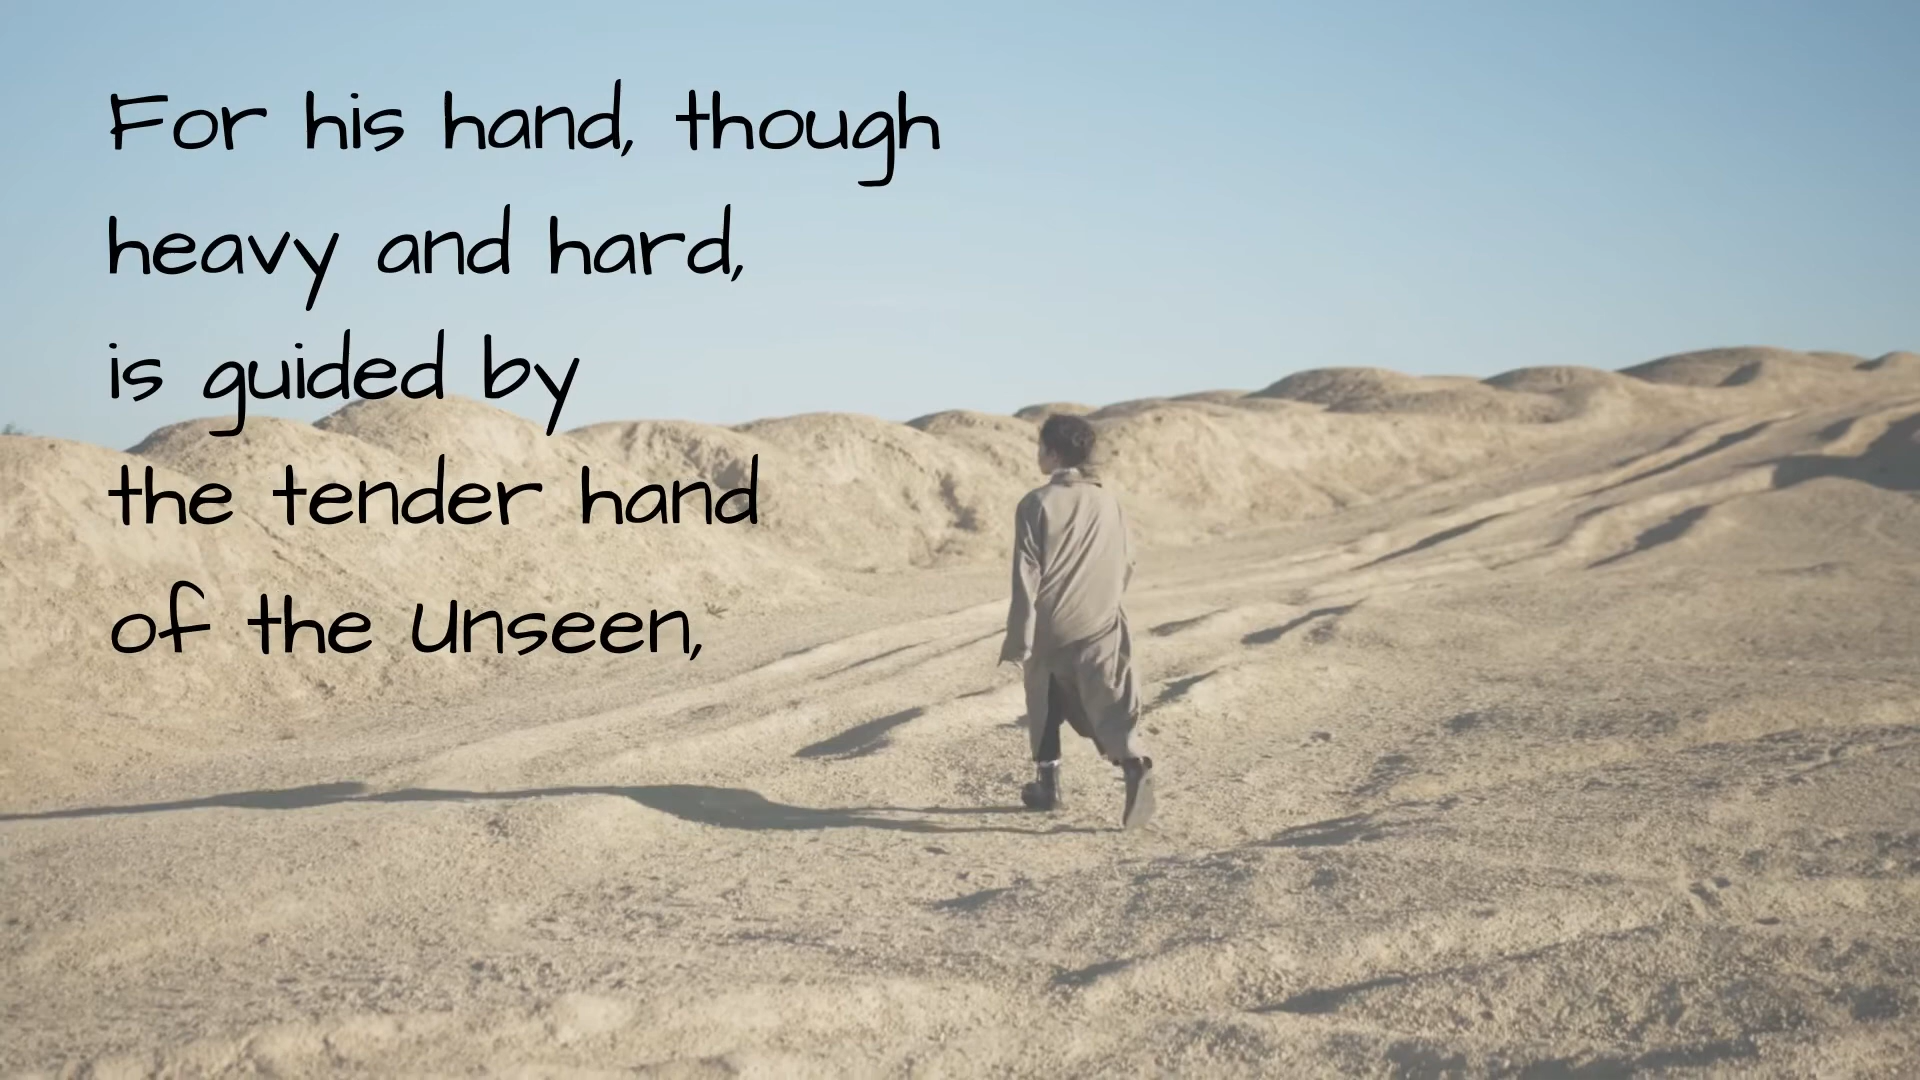 For his hand, though
heavy and hard,
is guided by
the tender hand
of the Unseen,